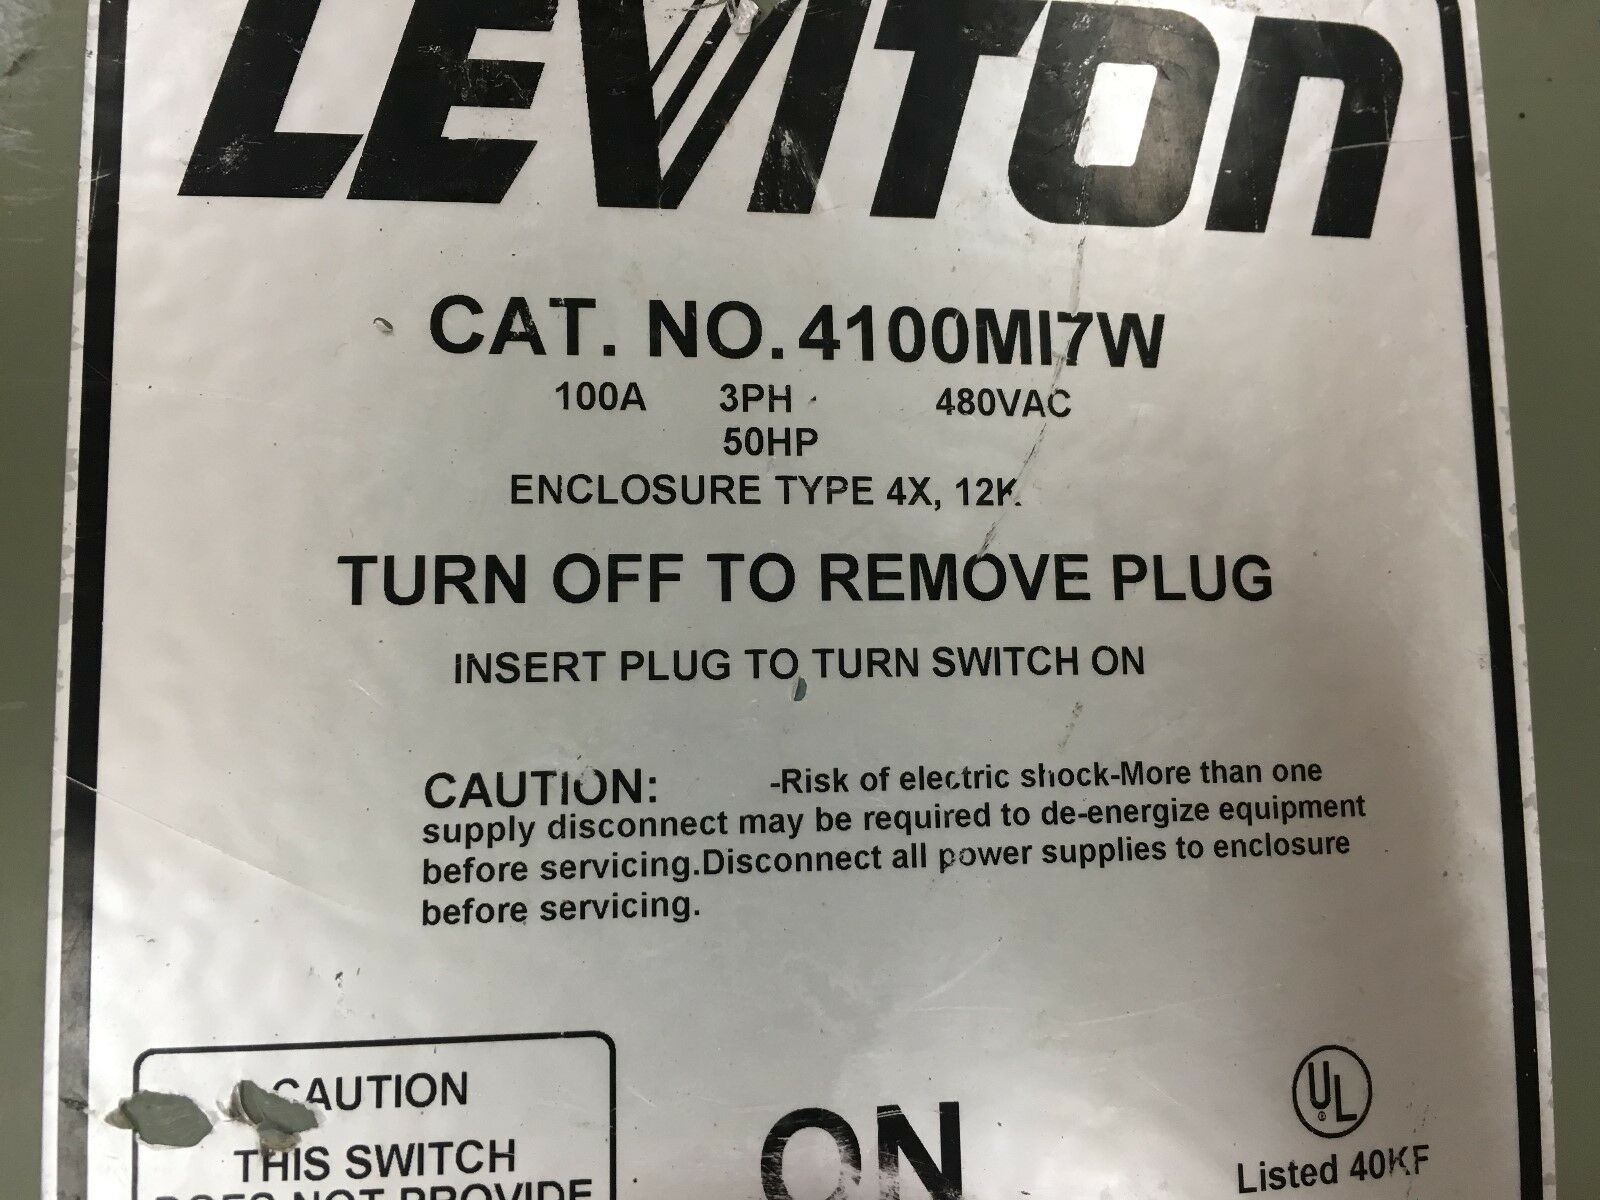 LEVITON
CAT. NO. 4100MI7W
100A 3PH 480VAC
50HP
ENCLOSURE TYPE 4X, 12K
TURN OFF TO REMOVE PLUG
INSERT PLUG TO TURN SWITCH ON
CAUTION: -Risk of electric shock-More than one
supply disconnect may be required to de-energize equipment
before servicing.Disconnect all power supplies to enclosure
before servicing.
CAUTION
THIS SWITCH
DOES NOT PROVIDE
ON
UL
®
Listed 40KF